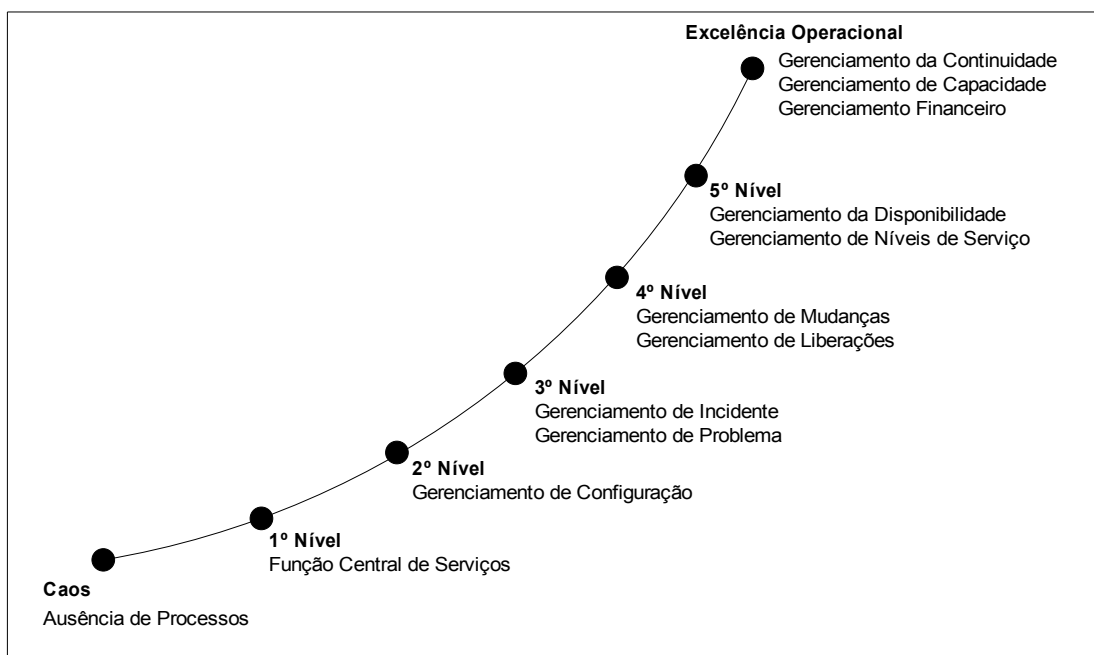 Excelência Operacional
Gerenciamento da Continuidade
Gerenciamento de Capacidade
Gerenciamento Financeiro
5º Nível
Gerenciamento da Disponibilidade
Gerenciamento de Níveis de Serviço
4º Nível
Gerenciamento de Mudanças
Gerenciamento de Liberações
3º Nível
Gerenciamento de Incidente
Gerenciamento de Problema
2º Nível
Gerenciamento de Configuração
1º Nível
Função Central de Serviços
Caos
Ausência de Processos